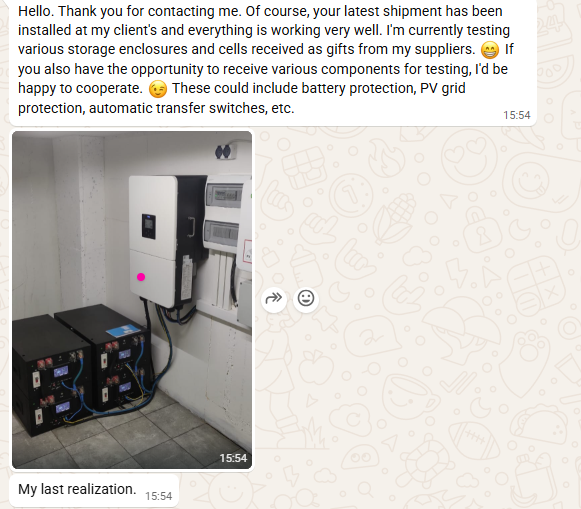 Hello. Thank you for contacting me. Of course, your latest shipment has been
installed at my client's and everything is working very well. I'm currently testing
various storage enclosures and cells received as gifts from my suppliers. 😁 If
you also have the opportunity to receive various components for testing, I'd be
happy to cooperate. 😉 These could include battery protection, PV grid
protection, automatic transfer switches, etc.
15:54
15:54
My last realization. 15:54